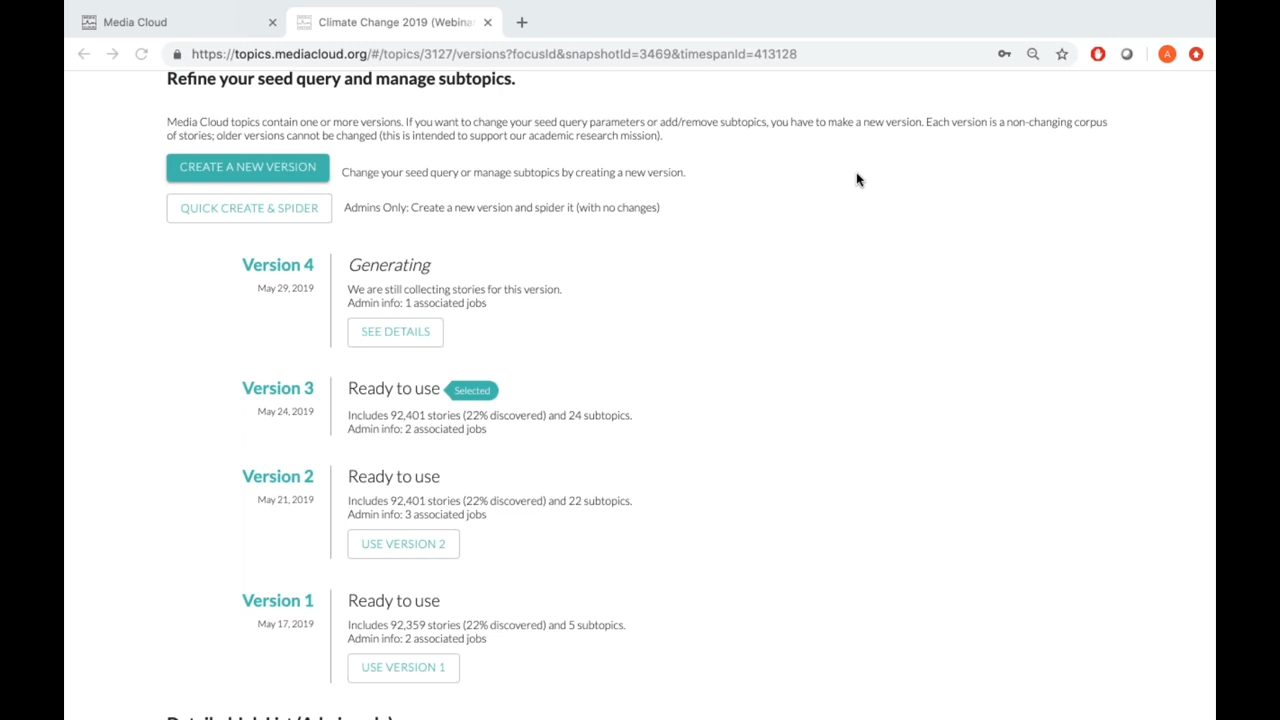 Media Cloud
Climate Change 2019 (Webina
https://topics.mediacloud.org/#/topics/3127/versions?focusId&snapshotId=3469&timespanId=413128
A
Refine your seed query and manage subtopics.
Media Cloud topics contain one or more versions. If you want to change your seed query parameters or add/remove subtopics, you have to make a new version. Each version is a non-changing corpus
of stories; older versions cannot be changed (this is intended to support our academic research mission).
CREATE A NEW VERSION
Change your seed query or manage subtopics by creating a new version.
QUICK CREATE & SPIDER
Admins Only: Create a new version and spider it (with no changes)
Version 4
May 29, 2019
Generating
We are still collecting stories for this version.
Admin info: 1 associated jobs
SEE DETAILS
Version 3
May 24, 2019
Ready to use
Selected
Includes 92,401 stories (22% discovered) and 24 subtopics.
Admin info: 2 associated jobs
Version 2
May 21, 2019
Ready to use
Includes 92,401 stories (22% discovered) and 22 subtopics.
Admin info: 3 associated jobs
USE VERSION 2
Version 1
May 17, 2019
Ready to use
Includes 92,359 stories (22% discovered) and 5 subtopics.
Admin info: 2 associated jobs
USE VERSION 1